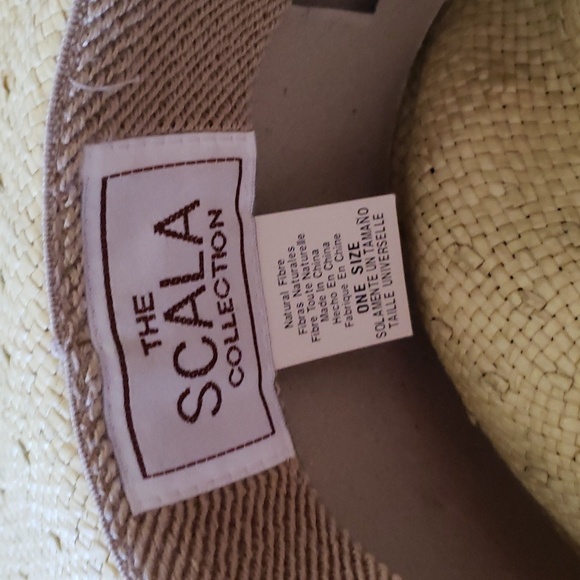 THE
SCALA
COLLECTION
Natural Fibre
Fibras Naturales
Fibre Toute Naturelle
Made In China
Hecho En China
Fabrique En Chine
ONE SIZE
SOLAMENTE UN TAMAÑO
TAILLE UNIVERSELLE